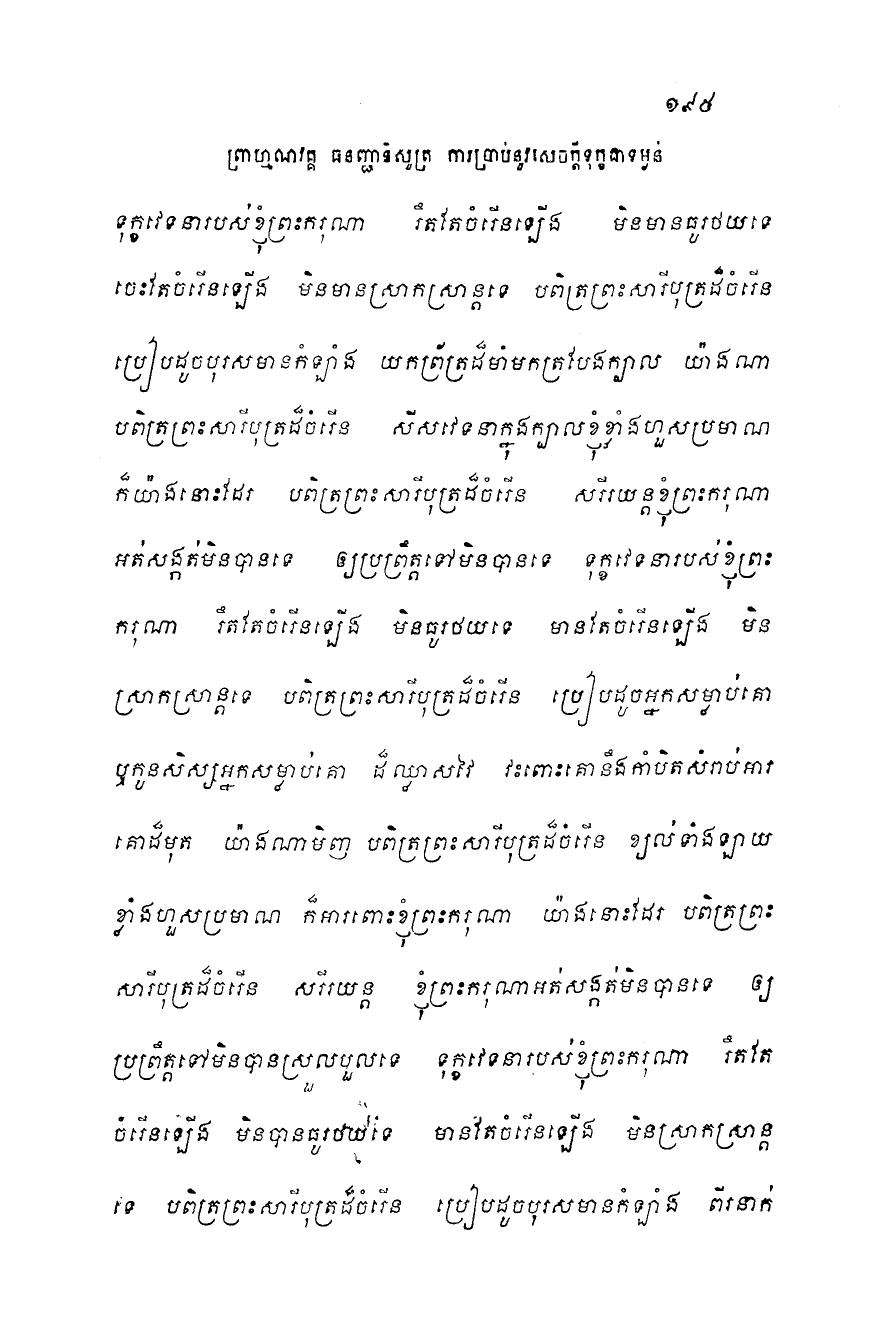 ១៩៥
ព្រាហ្មណវគ្គ ធនញ្ជានិសូត្រ ការប្រាប់នូវសេចក្តីទុក្ខជាទម្ងន់
ទុក្ខវេទនារបស់ខ្ញុំព្រះករុណា រឹតតែចំរើនឡើង មិនមានធូរថយទេ
ចេះតែចំរើនឡើង មិនមានស្រាកស្រាន្តទេ បពិត្រព្រះសារីបុត្រដ៏ចំរើន
ប្រៀបដូចបុរសមានកំឡាំង យកព្រ័ត្រដ៏មាំមកត្របែងក្បាល យ៉ាងណា
បពិត្រព្រះសារីបុត្រដ៏ចំរើន សីសវេទនាក្នុងក្បាលខ្ញុំខ្លាំងហួសប្រមាណ
ក៏យ៉ាងនោះដែរ បពិត្រព្រះសារីបុត្រដ៏ចំរើន សរីរយន្តខ្ញុំព្រះករុណា
អត់សង្កត់មិនបានទេ ឲ្យប្រព្រឹត្តទៅមិនបានទេ ទុក្ខវេទនារបស់ខ្ញុំព្រះ
ករុណា រឹតតែចំរើនឡើង មិនធូរថយទេ មានតែចំរើនឡើង មិន
ស្រាកស្រាន្តទេ បពិត្រព្រះសារីបុត្រដ៏ចំរើន ប្រៀបដូចអ្នកសម្លាប់គោ
ឬកូនសិស្សអ្នកសម្លាប់គោ ដ៏ឈ្លាសវៃ វះពោះគោនឹងកាំបិតសំរាប់អារ
គោដ៏មុត យ៉ាងណាមិញ បពិត្រព្រះសារីបុត្រដ៏ចំរើន ខ្យល់ទាំងឡាយ
ខ្លាំងហួសប្រមាណ ក៏អារពោះខ្ញុំព្រះករុណា យ៉ាងនោះដែរ បពិត្រព្រះ
សារីបុត្រដ៏ចំរើន សរីរយន្ត ខ្ញុំព្រះករុណាអត់សង្កត់មិនបានទេ ឲ្យ
ប្រព្រឹត្តទៅមិនបានស្រួលបួលទេ ទុក្ខវេទនារបស់ខ្ញុំព្រះករុណា រឹតតែ
ចំរើនឡើង មិនបានធូរថយទេ មានតែចំរើនឡើង មិនស្រាកស្រាន្ត
ទេ បពិត្រព្រះសារីបុត្រដ៏ចំរើន ប្រៀបដូចបុរសមានកំឡាំង ពីរនាក់